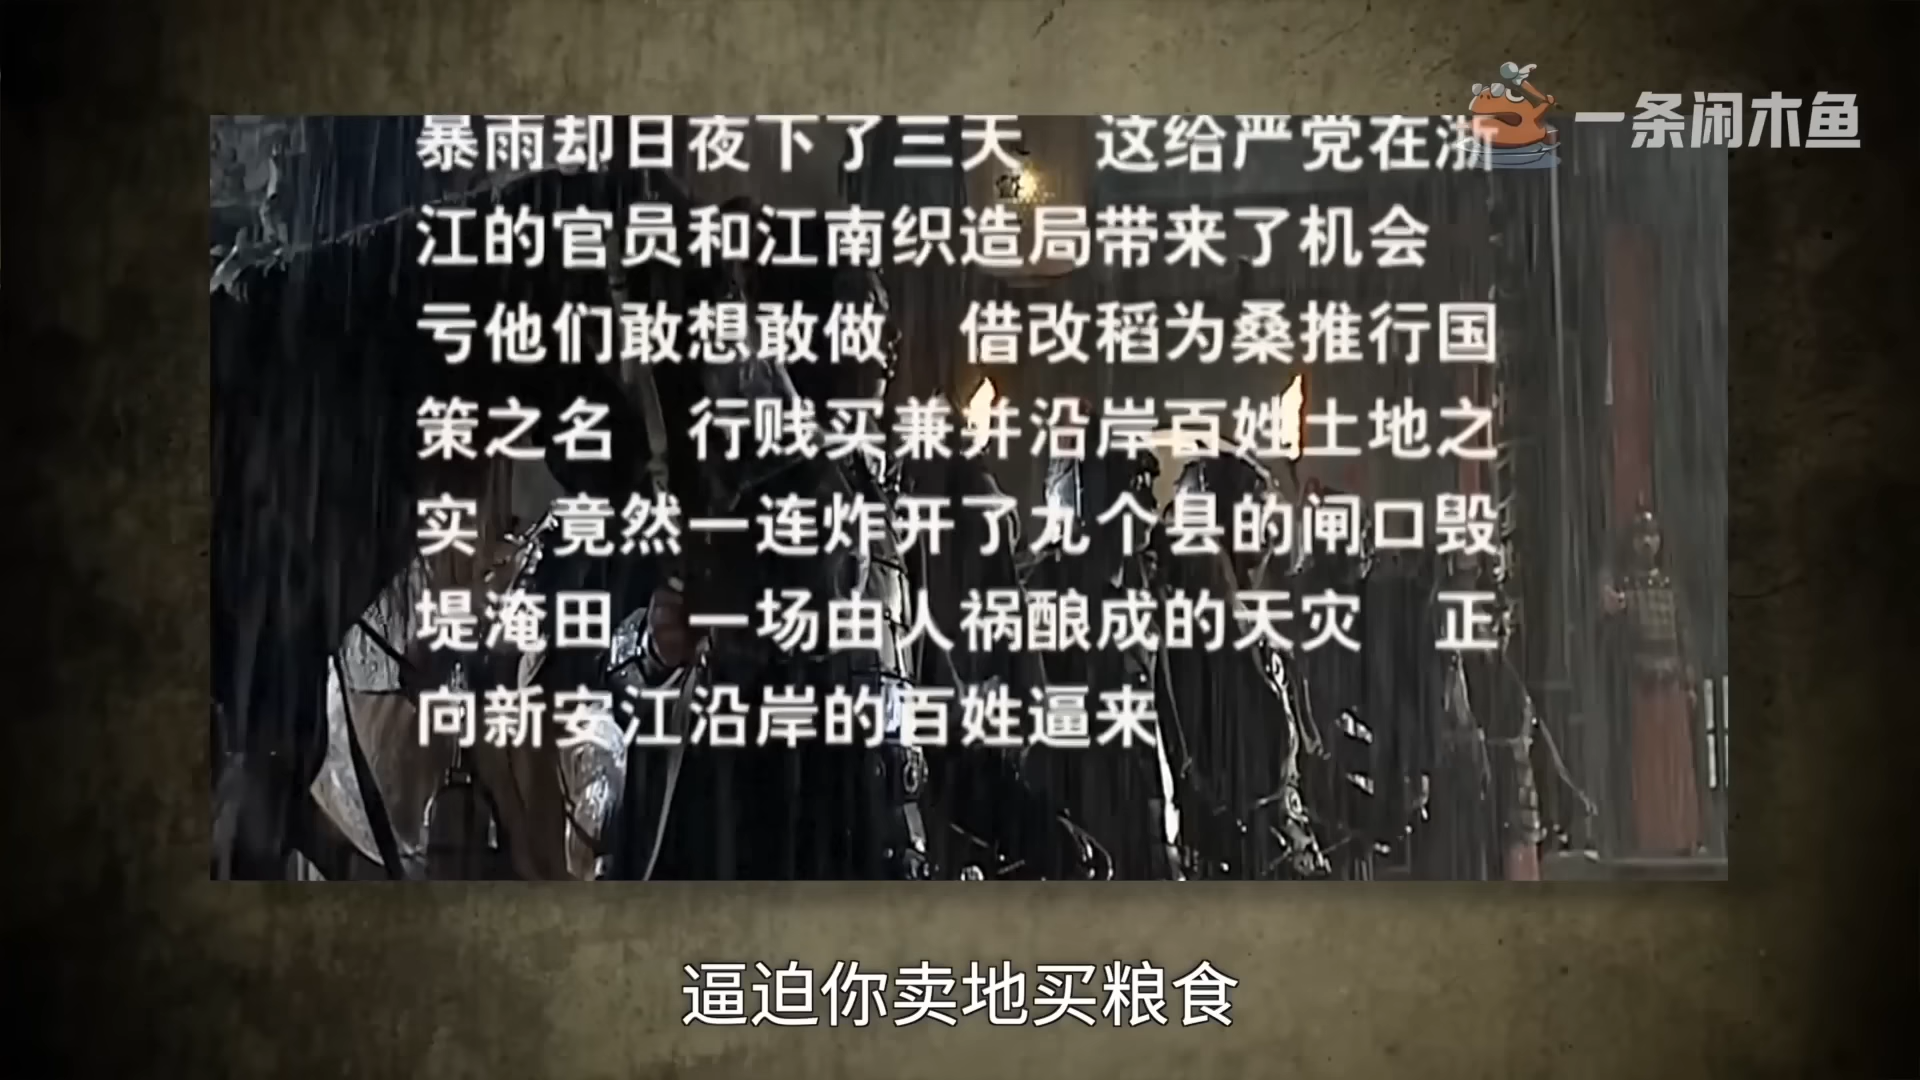 一条闹木鱼
暴雨却日夜下了三天 这给严党在浙
江的官员和江南织造局带来了机会
亏他们敢想敢做 借改稻为桑推行国
策之名 行贱买兼并沿岸百姓土地之
实 竟然一连炸开了九个县的闸口毁
堤淹田 一场由人祸酿成的天灾 正
向新安江沿岸的百姓逼来
逼迫你卖地买粮食